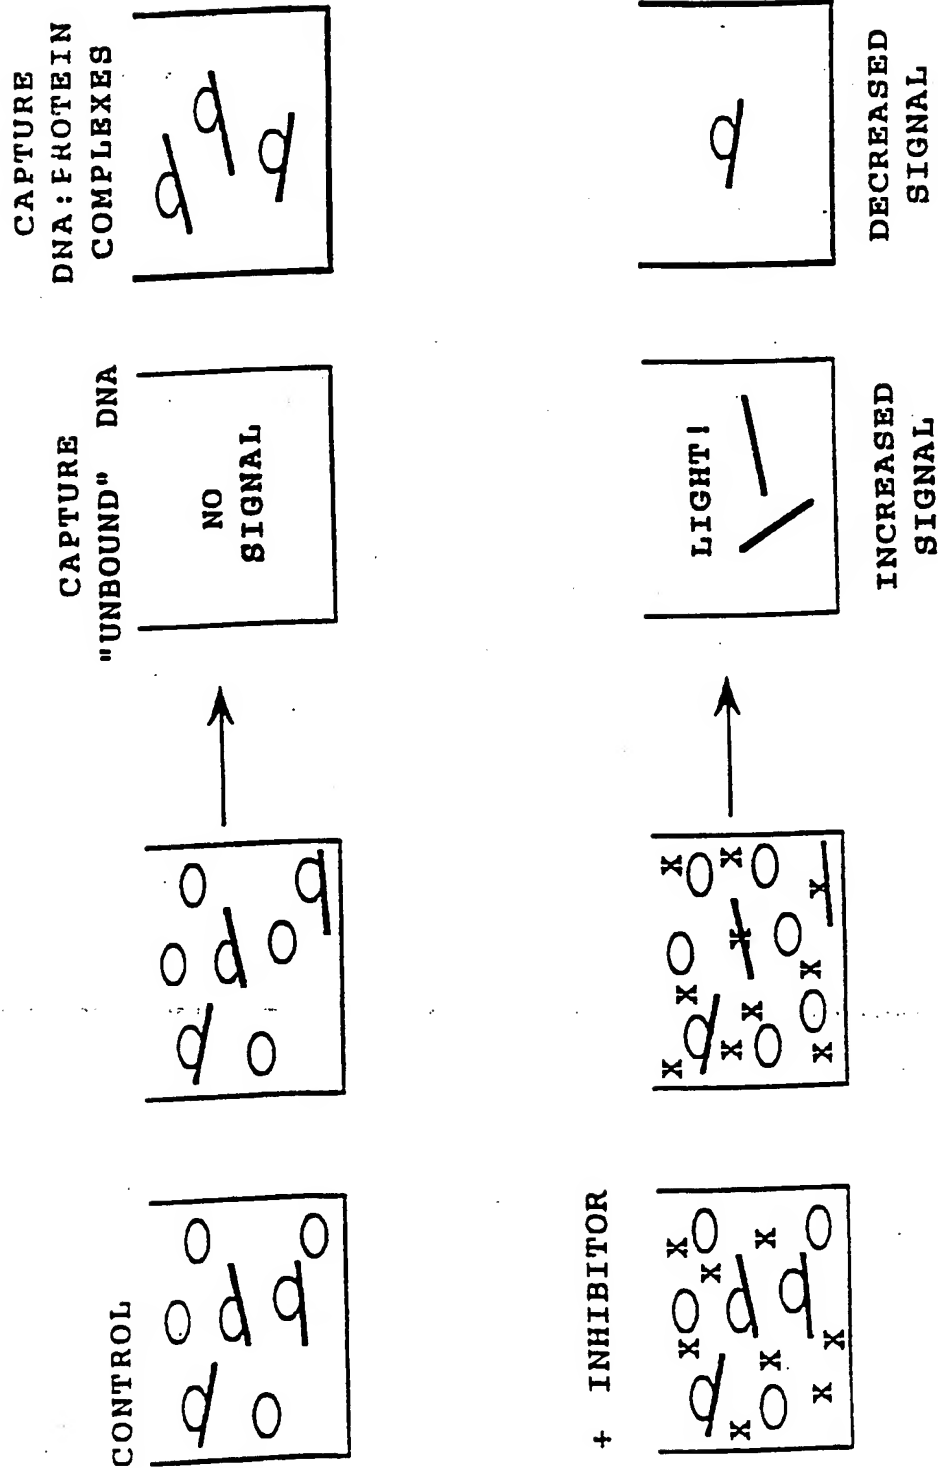 CONTROL
CAPTURE
"UNBOUND" DNA
CAPTURE
DNA:PROTEIN
COMPLEXES
NO
SIGNAL
+ INHIBITOR
LIGHT!
INCREASED
SIGNAL
DECREASED
SIGNAL